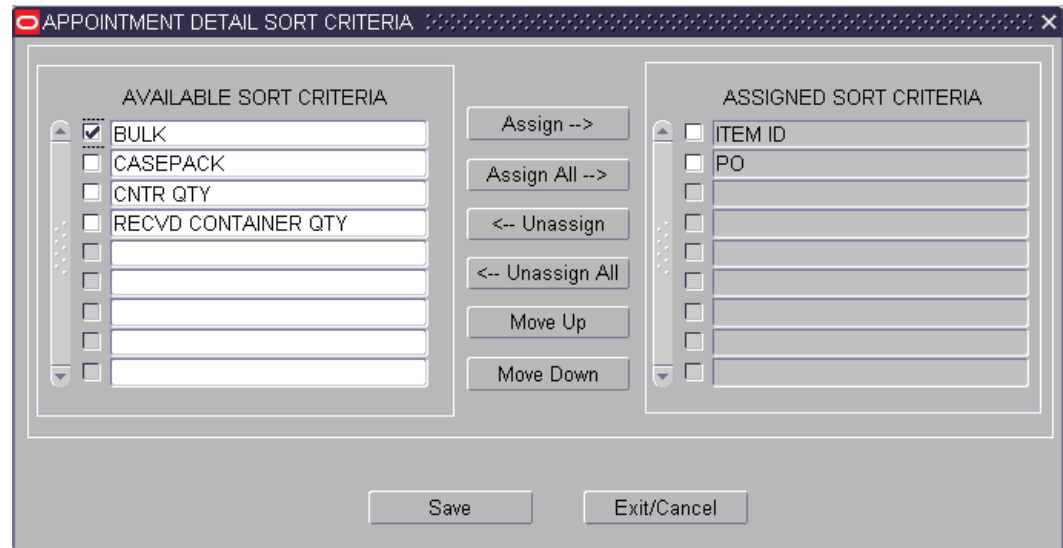 APPOINTMENT DETAIL SORT CRITERIA
AVAILABLE SORT CRITERIA
BULK
CASEPACK
CNTR QTY
RECVD CONTAINER QTY
Assign -->
Assign All -->
<-- Unassign
<-- Unassign All
Move Up
Move Down
ASSIGNED SORT CRITERIA
ITEM ID
PO
Save
Exit/Cancel